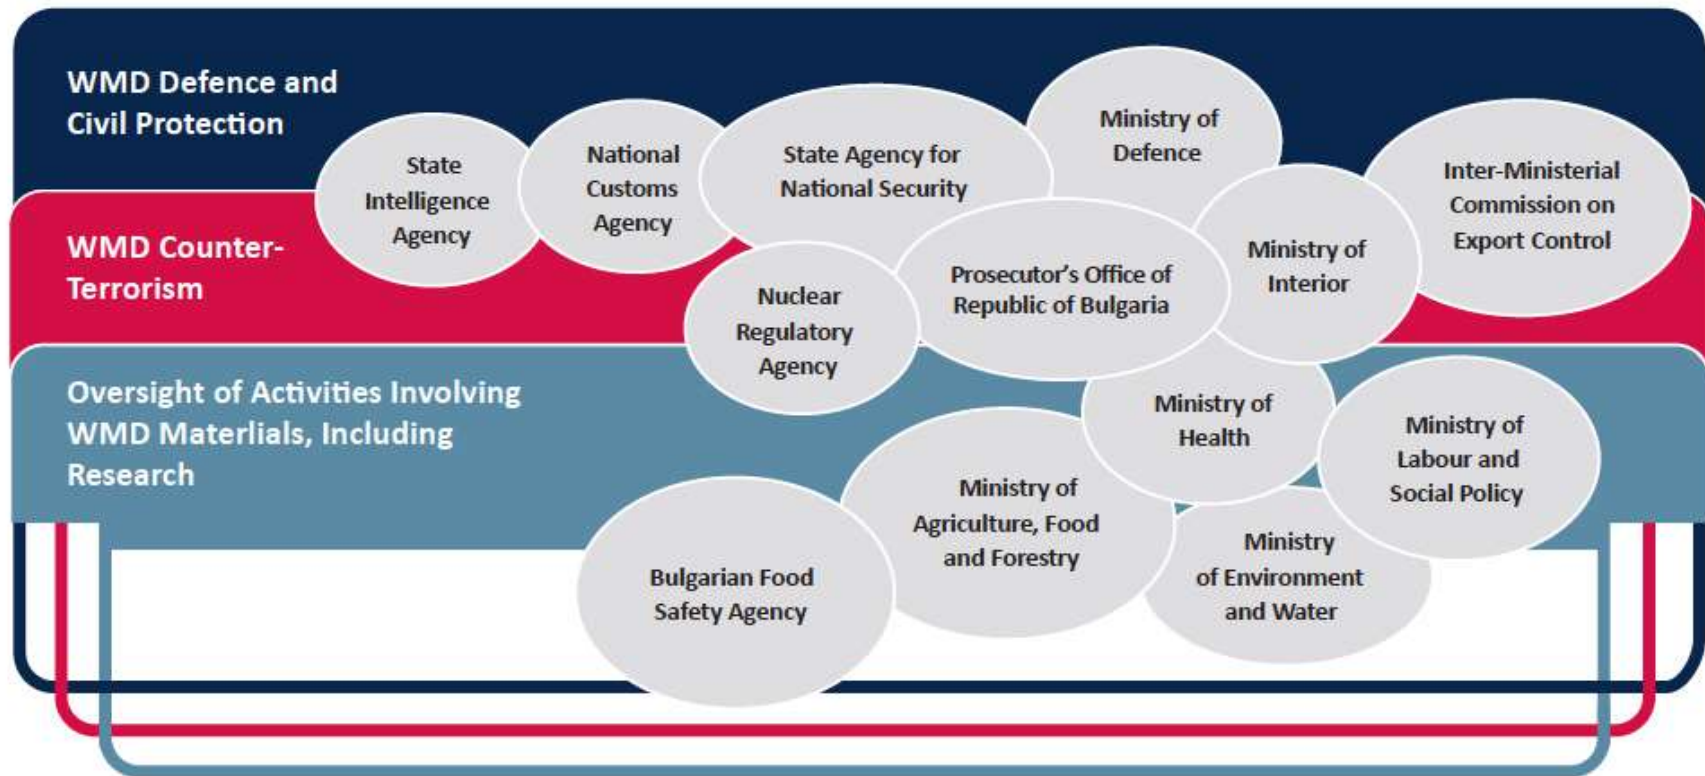 WMD Defence and
Civil Protection
State
Intelligence
Agency
National
Customs
Agency
State Agency for
National Security
Ministry of
Defence
Inter-Ministerial
Commission on
Export Control
WMD Counter-
Terrorism
Nuclear
Regulatory
Agency
Prosecutor's Office of
Republic of Bulgaria
Ministry of
Interior
Oversight of Activities Involving
WMD Materlials, Including
Research
Ministry of
Health
Ministry of
Labour and
Social Policy
Ministry of
Agriculture, Food
and Forestry
Ministry
of Environment
and Water
Bulgarian Food
Safety Agency